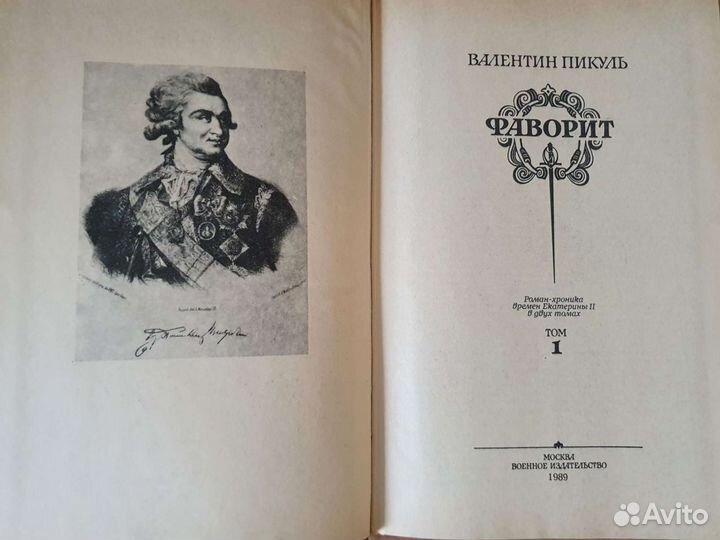 ВАЛЕНТИН ПИКУЛЬ
ФАВОРИТ
Роман-хроника
времен Екатерины II
в двух томах
ТОМ
1
МОСКВА
ВОЕННОЕ ИЗДАТЕЛЬСТВО
1989
Avito